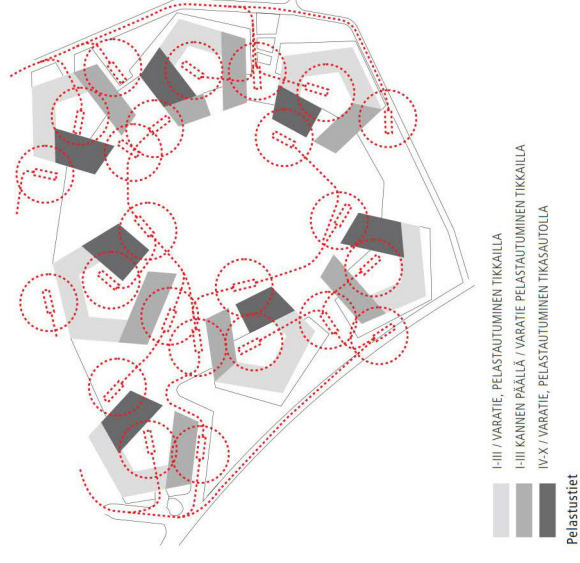 I-III / VARATIE, PELASTAUTUMINEN TIKKAILLA
I-III KANNEN PÄÄLLÄ / VARATIE PELASTAUTUMINEN TIKKAILLA
IV-X / VARATIE, PELASTAUTUMINEN TIKASAUTOLLA
Pelastustiet